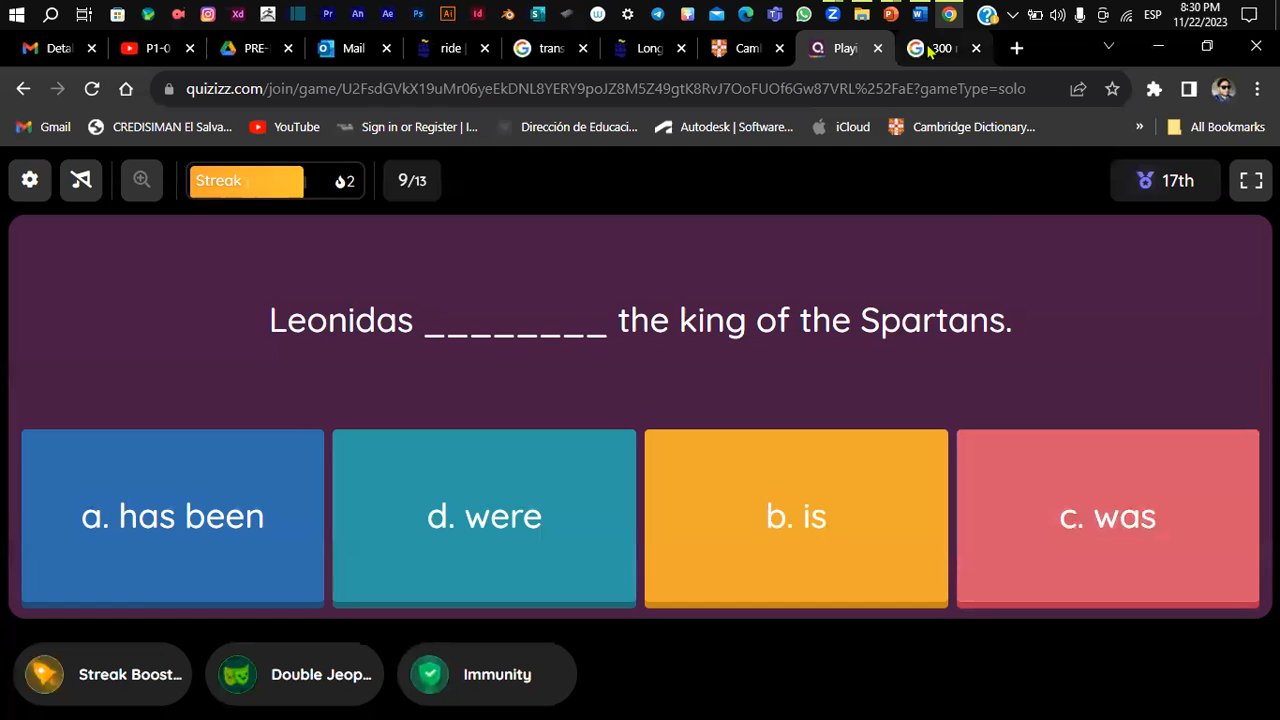 8:30 PM
ESP
11/22/2023
Detai
P1-0
PRE-
Mail
ride |
trans
Long
Caml
Playi
300
quizizz.com/join/game/U2FsdGVkX19uMr06yeEkDNL8YERY9poJZ8M5Z49gtK8RvJ7OoFUOf6Gw87VRL%252FaE?gameType=solo
Gmail
CREDISIMAN El Salva...
YouTube
Sign in or Register | I...
Dirección de Educaci...
Autodesk | Software...
iCloud
Cambridge Dictionary...
»
All Bookmarks
Streak
2
9/13
17th
Leonidas ________ the king of the Spartans.
a. has been
d. were
b. is
c. was
Streak Boost...
Double Jeop...
Immunity